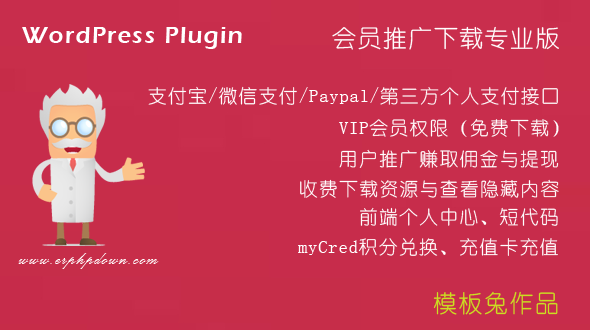 WordPress Plugin
会员推广下载专业版
支付宝/微信支付/Paypal/第三方个人支付接口
VIP会员权限（免费下载）
用户推广赚取佣金与提现
收费下载资源与查看隐藏内容
前端个人中心、短代码
myCred积分兑换、充值卡充值
www.erphpdown.com
模板兔作品